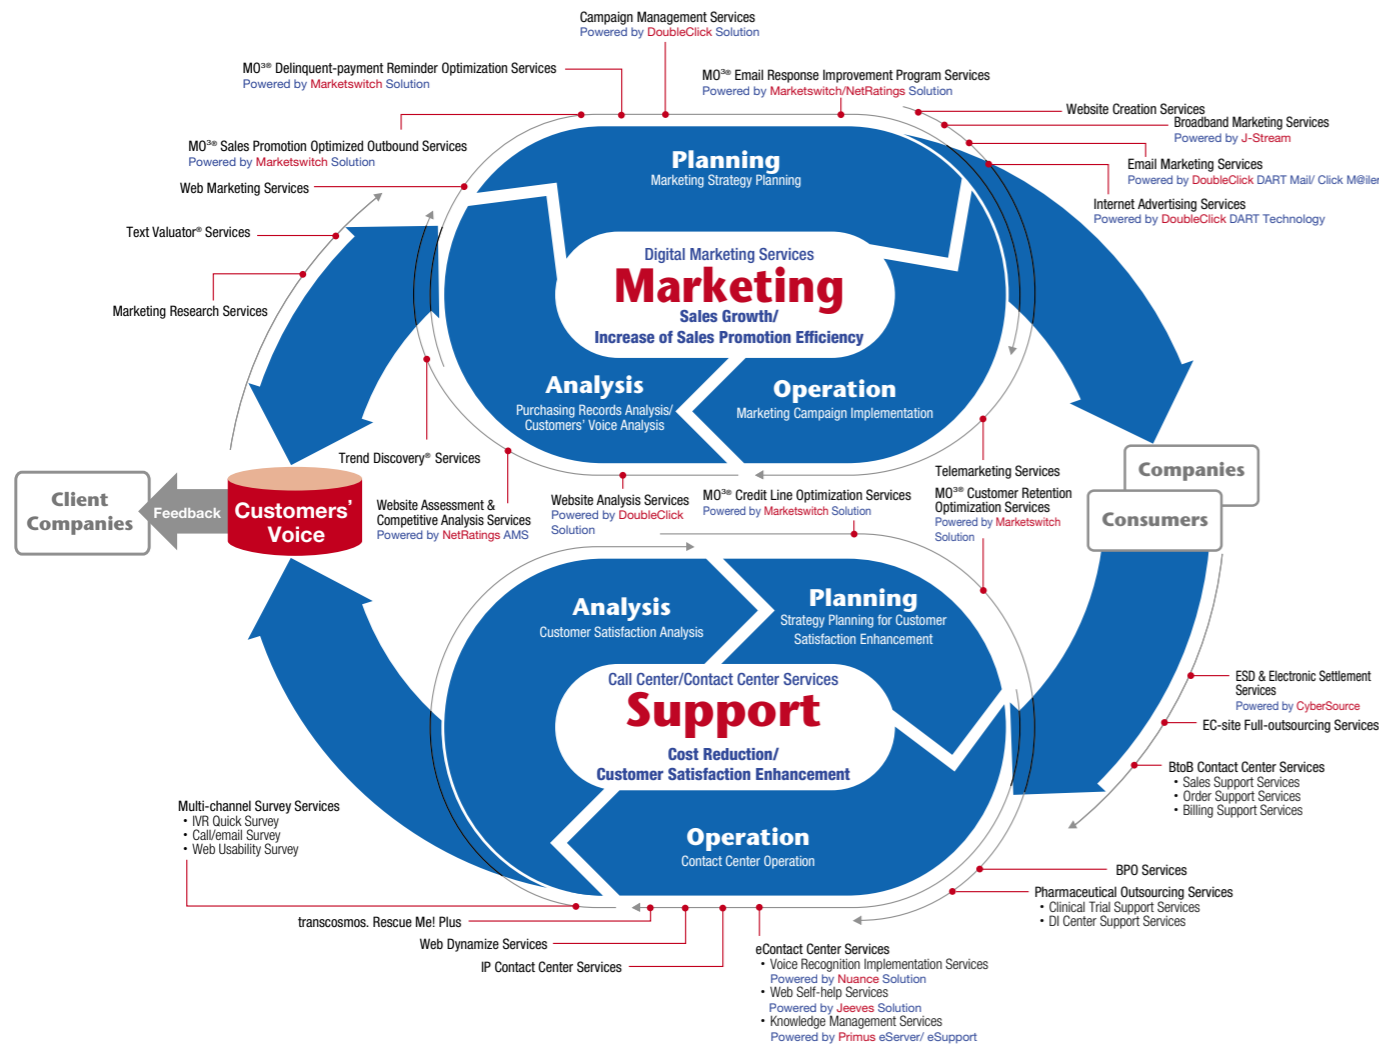 Campaign Management Services
Powered by DoubleClick Solution
MO³® Delinquent-payment Reminder Optimization Services
Powered by Marketswitch Solution
MO³® Email Response Improvement Program Services
Powered by Marketswitch/NetRatings Solution
Website Creation Services
Broadband Marketing Services
Powered by J-Stream
MO³® Sales Promotion Optimized Outbound Services
Powered by Marketswitch Solution
Email Marketing Services
Powered by DoubleClick DART Mail/ Click M@iler
Web Marketing Services
Internet Advertising Services
Powered by DoubleClick DART Technology
Text Valuator® Services
Marketing Research Services
Planning
Marketing Strategy Planning
Digital Marketing Services
Marketing
Sales Growth/
Increase of Sales Promotion Efficiency
Analysis
Purchasing Records Analysis/
Customers' Voice Analysis
Operation
Marketing Campaign Implementation
Trend Discovery® Services
Website Assessment &
Competitive Analysis Services
Powered by NetRatings AMS
Website Analysis Services
Powered by DoubleClick
Solution
MO³® Credit Line Optimization Services
Powered by Marketswitch Solution
Telemarketing Services
MO³® Customer Retention
Optimization Services
Powered by Marketswitch
Solution
Companies
Consumers
Client
Companies
Feedback
Customers'
Voice
Analysis
Customer Satisfaction Analysis
Planning
Strategy Planning for Customer
Satisfaction Enhancement
Call Center/Contact Center Services
Support
Cost Reduction/
Customer Satisfaction Enhancement
Operation
Contact Center Operation
ESD & Electronic Settlement
Services
Powered by CyberSource
EC-site Full-outsourcing Services
BtoB Contact Center Services
• Sales Support Services
• Order Support Services
• Billing Support Services
Multi-channel Survey Services
• IVR Quick Survey
• Call/email Survey
• Web Usability Survey
BPO Services
Pharmaceutical Outsourcing Services
• Clinical Trial Support Services
• DI Center Support Services
transcosmos. Rescue Me! Plus
Web Dynamize Services
IP Contact Center Services
eContact Center Services
• Voice Recognition Implementation Services
Powered by Nuance Solution
• Web Self-help Services
Powered by Jeeves Solution
• Knowledge Management Services
Powered by Primus eServer/ eSupport